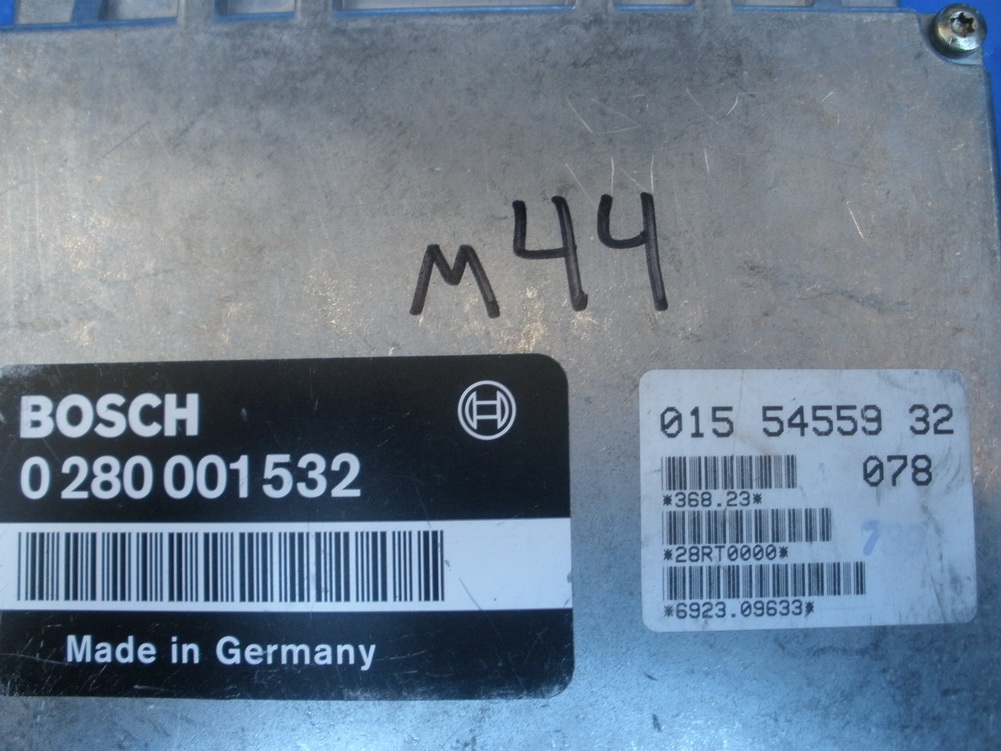 M44
BOSCH
0 280 001 532
Made in Germany
015 54559 32
078
*368.23*
*28RT0000*
*6923.09633*